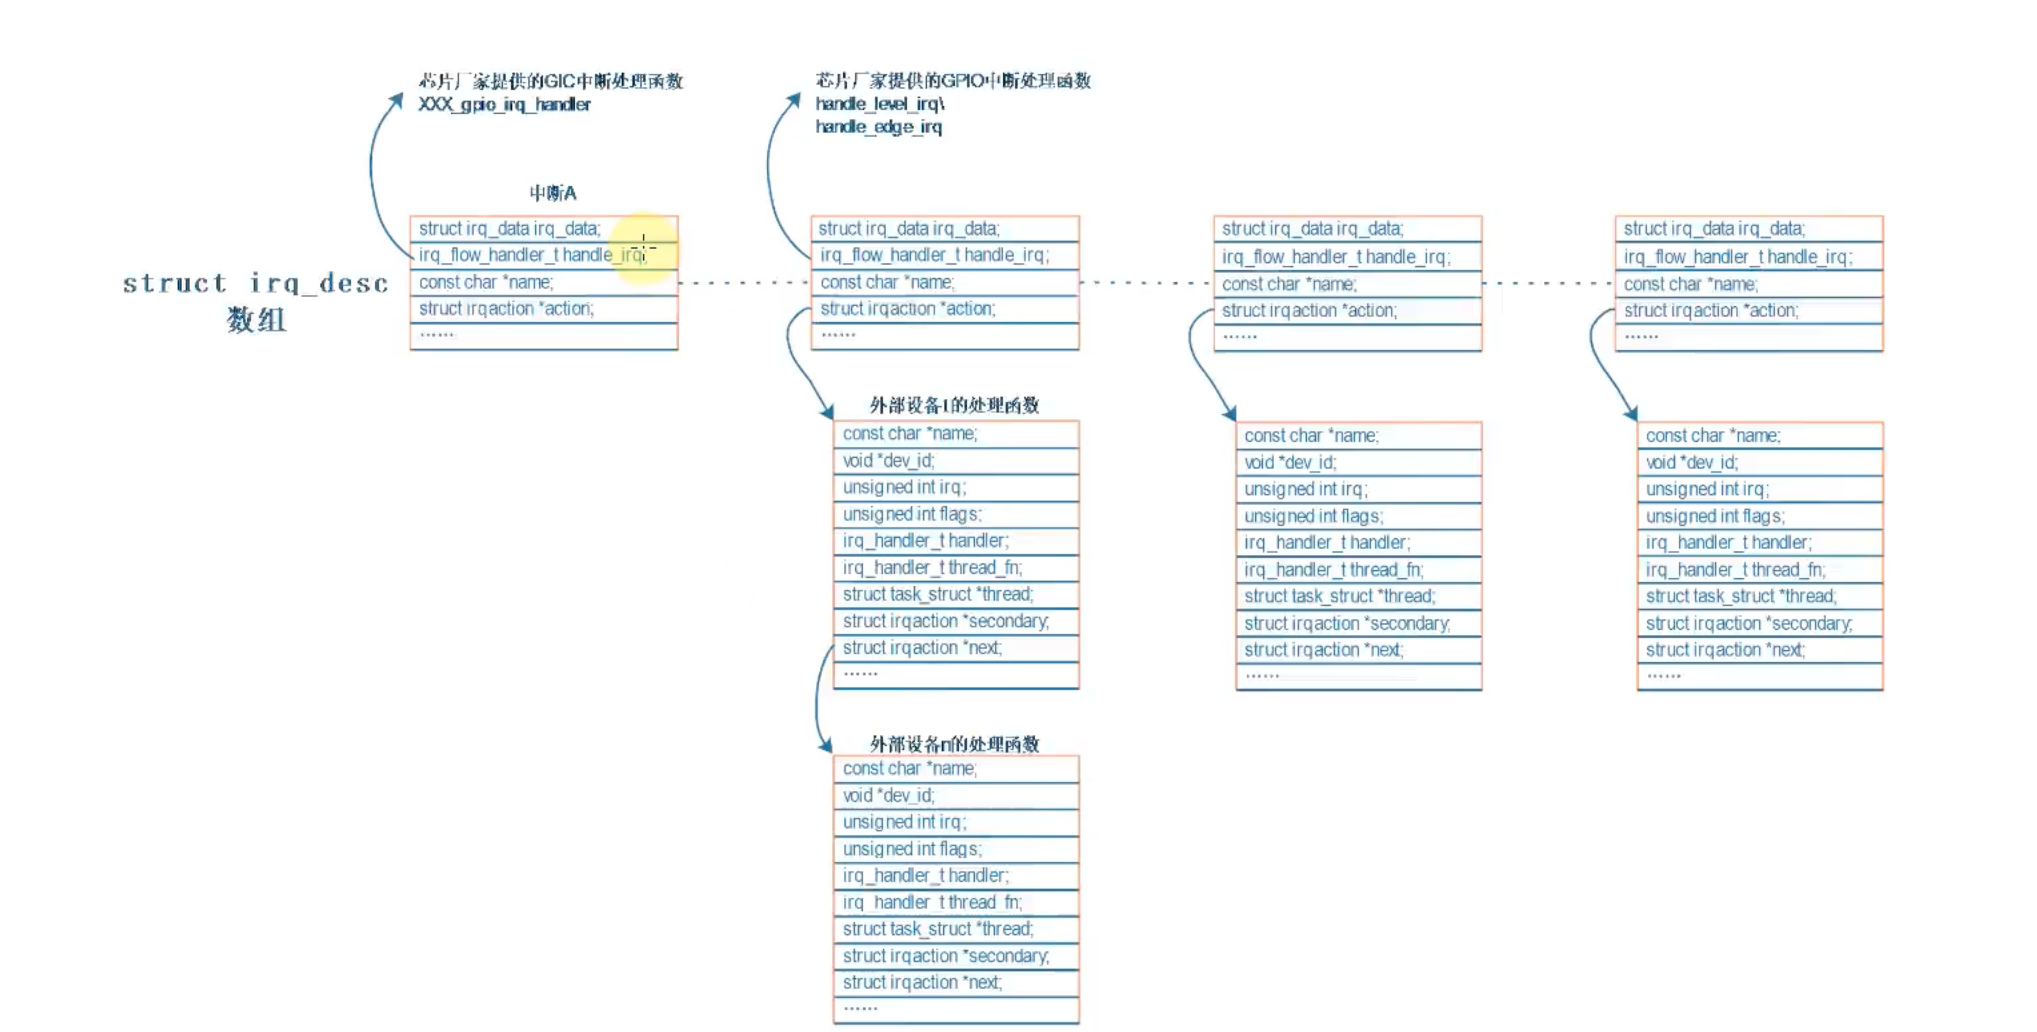 芯片厂家提供的GIC中断处理函数
XXX_gpio_irq_handler
芯片厂家提供的GPIO中断处理函数
handle_level_irq\
handle_edge_irq
中断A
struct irq_desc
数组
struct irq_data irq_data;
irq_flow_handler_t handle_irq;
const char *name;
struct irqaction *action;
......
struct irq_data irq_data;
irq_flow_handler_t handle_irq;
const char *name;
struct irqaction *action;
......
struct irq_data irq_data;
irq_flow_handler_t handle_irq;
const char *name;
struct irqaction *action;
......
struct irq_data irq_data;
irq_flow_handler_t handle_irq;
const char *name;
struct irqaction *action;
......
外部设备1的处理函数
const char *name;
void *dev_id;
unsigned int irq;
unsigned int flags;
irq_handler_t handler;
irq_handler_t thread_fn;
struct task_struct *thread;
struct irqaction *secondary;
struct irqaction *next;
......
const char *name;
void *dev_id;
unsigned int irq;
unsigned int flags;
irq_handler_t handler;
irq_handler_t thread_fn;
struct task_struct *thread;
struct irqaction *secondary;
struct irqaction *next;
......
const char *name;
void *dev_id;
unsigned int irq;
unsigned int flags;
irq_handler_t handler;
irq_handler_t thread_fn;
struct task_struct *thread;
struct irqaction *secondary;
struct irqaction *next;
......
外部设备n的处理函数
const char *name;
void *dev_id;
unsigned int irq;
unsigned int flags;
irq_handler_t handler;
irq_handler_t thread_fn;
struct task_struct *thread;
struct irqaction *secondary;
struct irqaction *next;
......